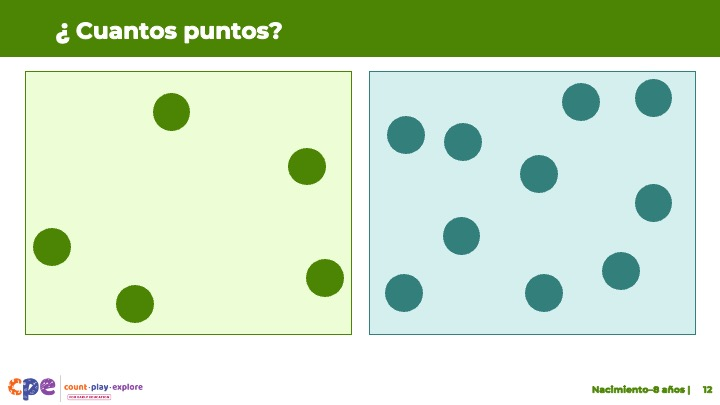 ¿ Cuantos puntos?
cpe
count·play·explore
Nacimiento–8 años | 12